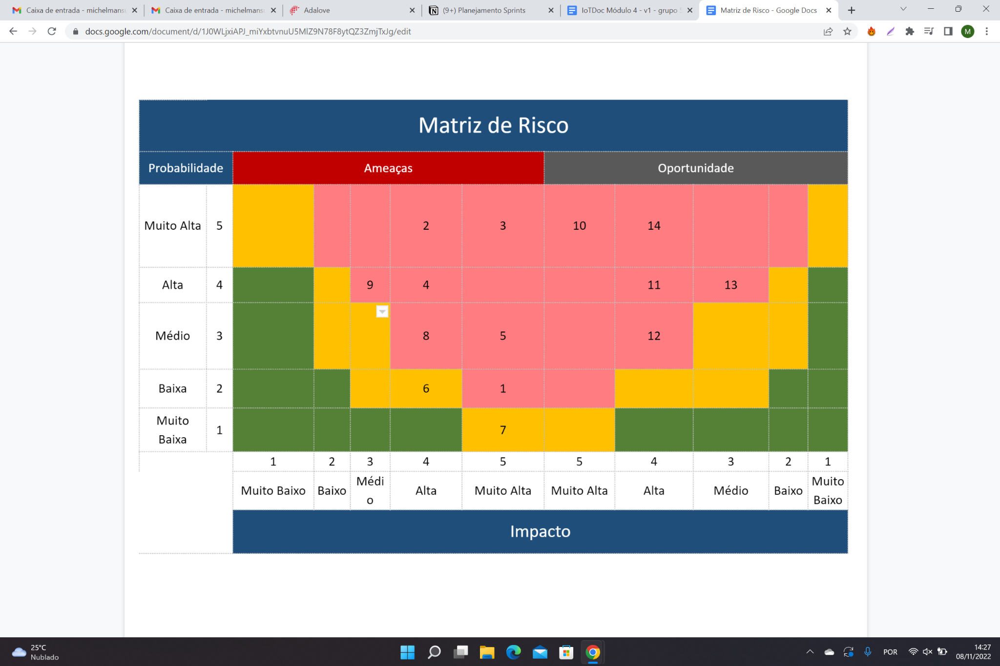 Caixa de entrada - michelmansu
Caixa de entrada - michelmansu
Adalove
(9+) Planejamento Sprints
IoTDoc Módulo 4 - v1 - grupo 5
Matriz de Risco - Google Docs
docs.google.com/document/d/1J0WLjxiAPJ_miYxbtvnuU5MlZ9N78F8ytQZ3ZmjTxJg/edit
M
Matriz de Risco
Probabilidade Ameaças Oportunidade
Muito Alta 5 2 3 10 14
Alta 4 9 4 11 13
Médio 3 8 5 12
Baixa 2 6 1
Muito
Baixa 1 7
1 2 3 4 5 5 4 3 2 1
Muito Baixo Baixo Médi
o Alta Muito Alta Muito Alta Alta Médio Baixo Muito
Baixo
Impacto
25°C
Nublado
POR
14:27
08/11/2022